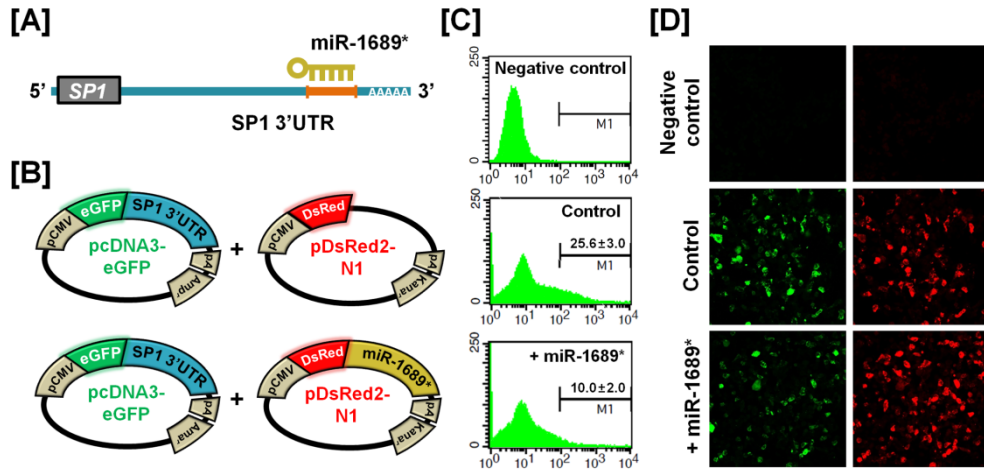 [A]
miR-1689*
5'
SP1
AAAAA
3'
SP1 3'UTR
[B]
pCMV
eGFP
SP1 3'UTR
pA
Ampʳ
pcDNA3-
eGFP
+
pCMV
DsRed
pA
Kanaʳ
pDsRed2-
N1
pCMV
eGFP
SP1 3'UTR
pA
Amaʳ
pcDNA3-
eGFP
+
pCMV
DsRed
miR-1689*
pA
Kanaʳ
pDsRed2-
N1
[C]
250
0
Negative control
M1
10⁰ 10¹ 10² 10³ 10⁴
250
0
Control
25.6±3.0
M1
10⁰ 10¹ 10² 10³ 10⁴
250
0
+ miR-1689*
10.0±2.0
M1
10⁰ 10¹ 10² 10³ 10⁴
[D]
Negative
control
Control
+ miR-1689*